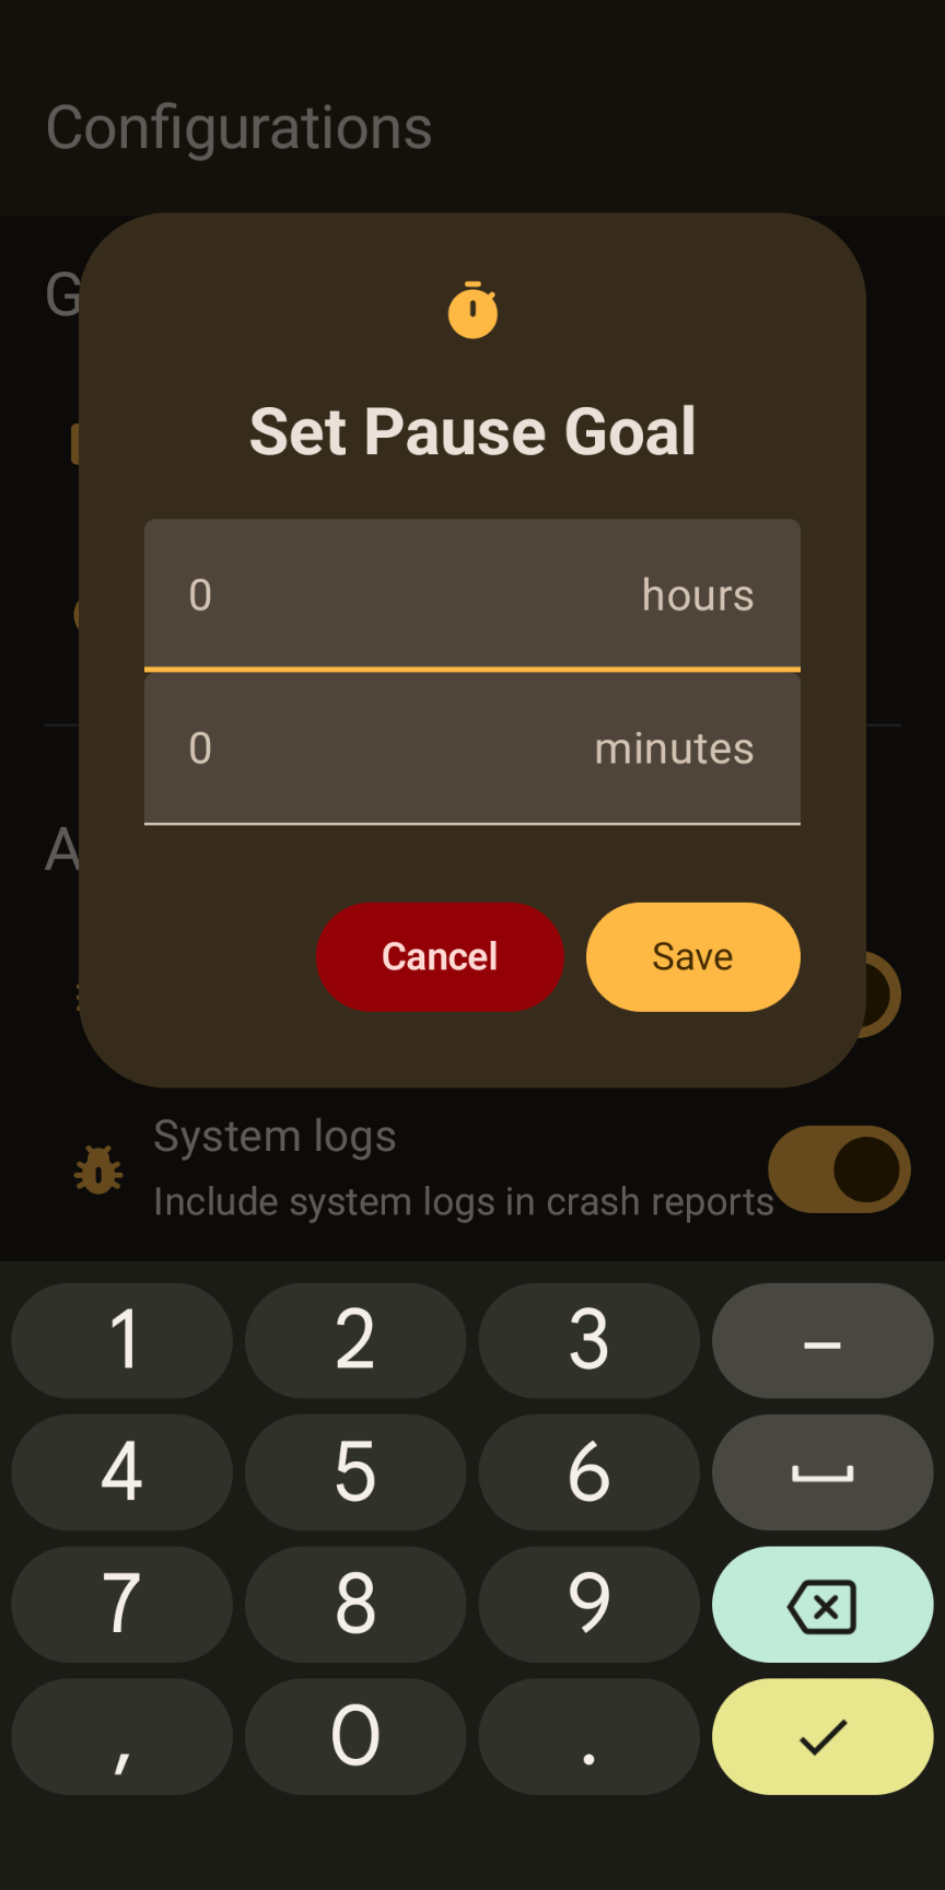 Configurations
G
Set Pause Goal
0 hours
0 minutes
A
Cancel Save
System logs
Include system logs in crash reports
1 2 3 –
4 5 6
7 8 9
, 0 .